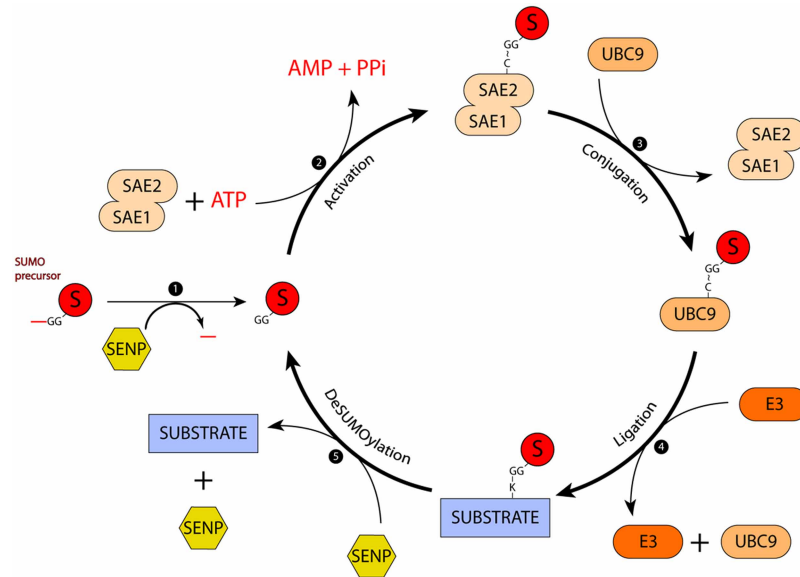 S
GG
AMP + PPi
C
UBC9
SAE2
SAE1
2
3
SAE2
SAE1
Activation
Conjugation
SAE2
SAE1
+ ATP
S
GG
C
UBC9
SUMO
precursor
S
GG
1
SENP
S
GG
DeSUMOylation
Ligation
E3
4
SUBSTRATE
+
SENP
5
SENP
S
GG
K
SUBSTRATE
E3 + UBC9